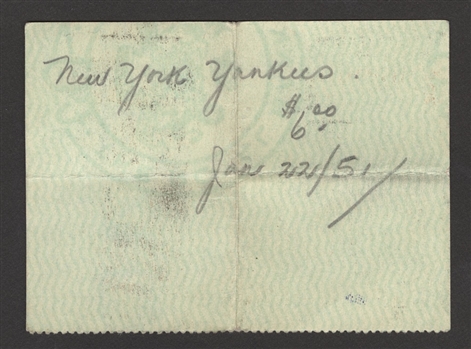 New York Yankees.
$6.00
Jan 22/51